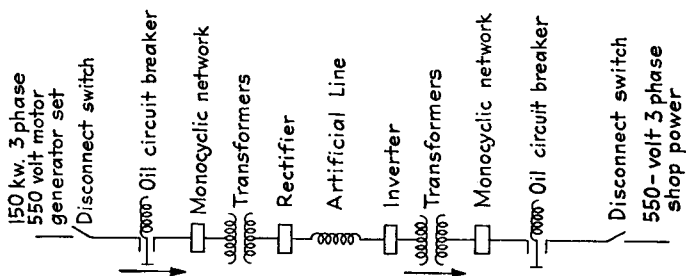 150 kw. 3 phase
550 volt motor
generator set
Disconnect switch
Oil circuit breaker
Monocyclic network
Transformers
Rectifier
Artificial Line
Inverter
Transformers
Monocyclic network
Oil circuit breaker
Disconnect switch
550-volt 3 phase
shop power